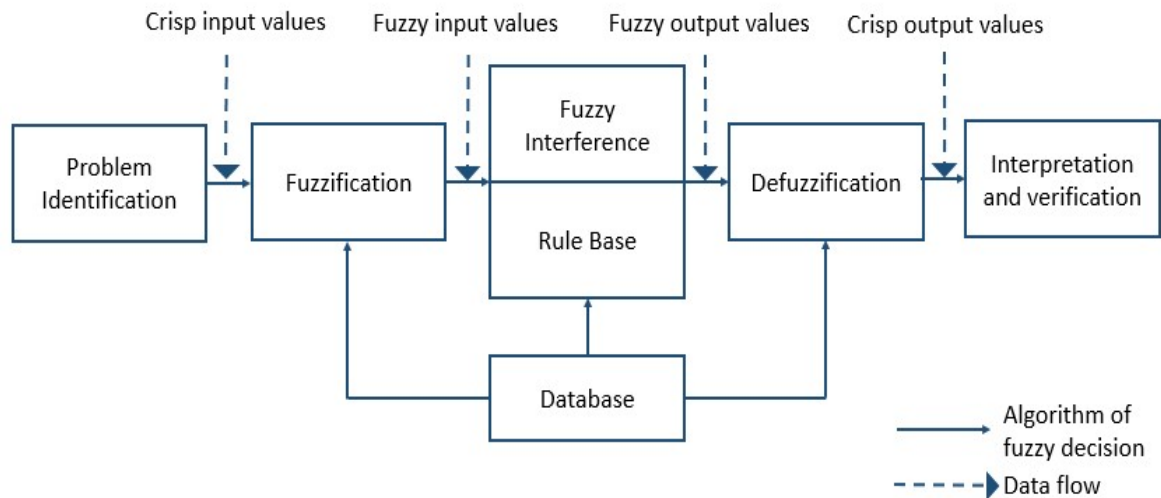 Crisp input values
Fuzzy input values
Fuzzy output values
Crisp output values
Problem
Identification
Fuzzification
Fuzzy
Interference
Rule Base
Defuzzification
Interpretation
and verification
Database
Algorithm of
fuzzy decision
Data flow